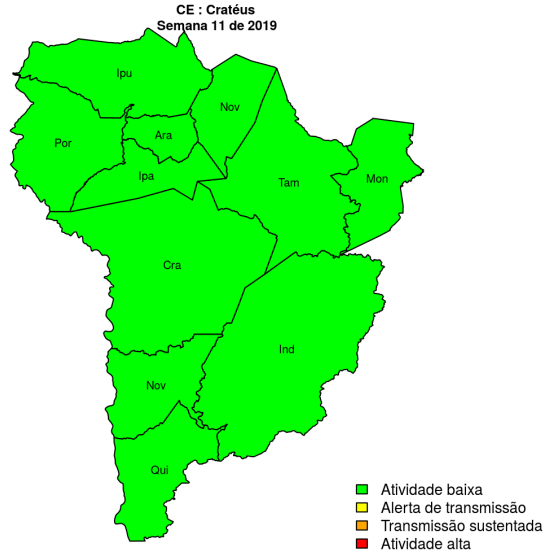 CE : Cratéus
Semana 11 de 2019
Ipu
Nov
Por
Ara
Ipa
Tam
Mon
Cra
Ind
Nov
Qui
Atividade baixa
Alerta de transmissão
Transmissão sustentada
Atividade alta